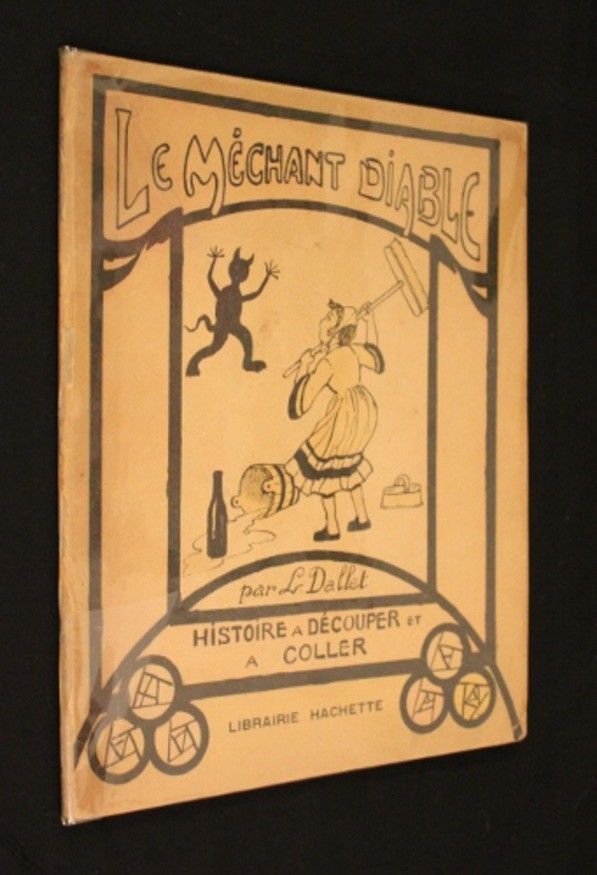 LE MÉCHANT DIABLE
par L. Dallet
HISTOIRE A DÉCOUPER ET
A COLLER
LIBRAIRIE HACHETTE